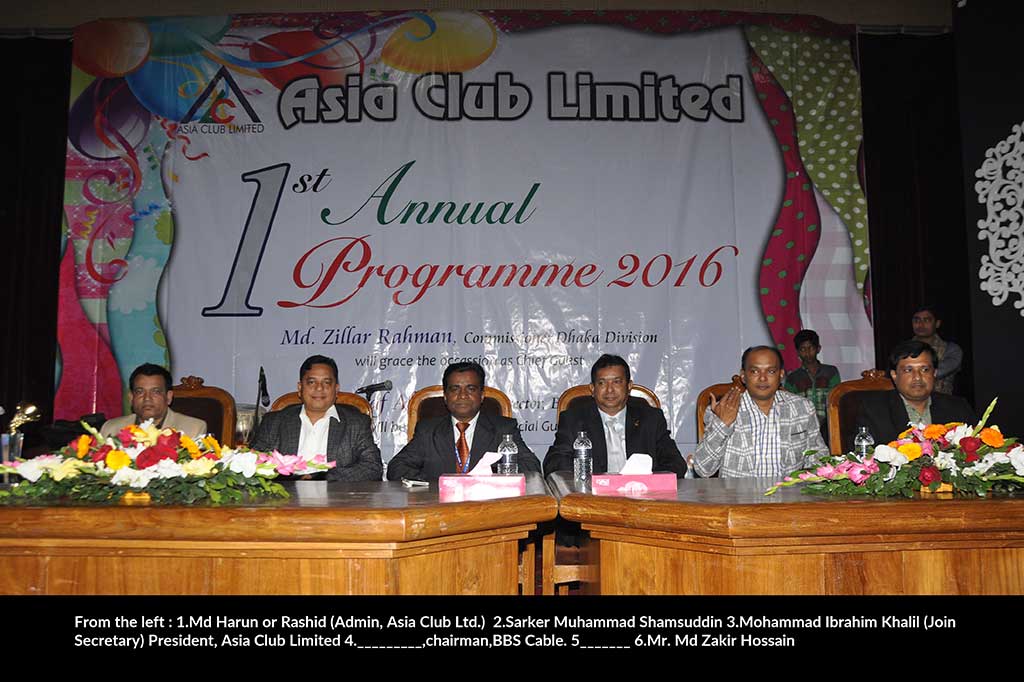 Asia Club Limited
ASIA CLUB LIMITED
1st Annual
Programme 2016
Md. Zillar Rahman, Commissioner Dhaka Division
will grace the occassion as Chief Guest
From the left : 1.Md Harun or Rashid (Admin, Asia Club Ltd.) 2.Sarker Muhammad Shamsuddin 3.Mohammad Ibrahim Khalil (Join
Secretary) President, Asia Club Limited 4._________,chairman,BBS Cable. 5_______ 6.Mr. Md Zakir Hossain